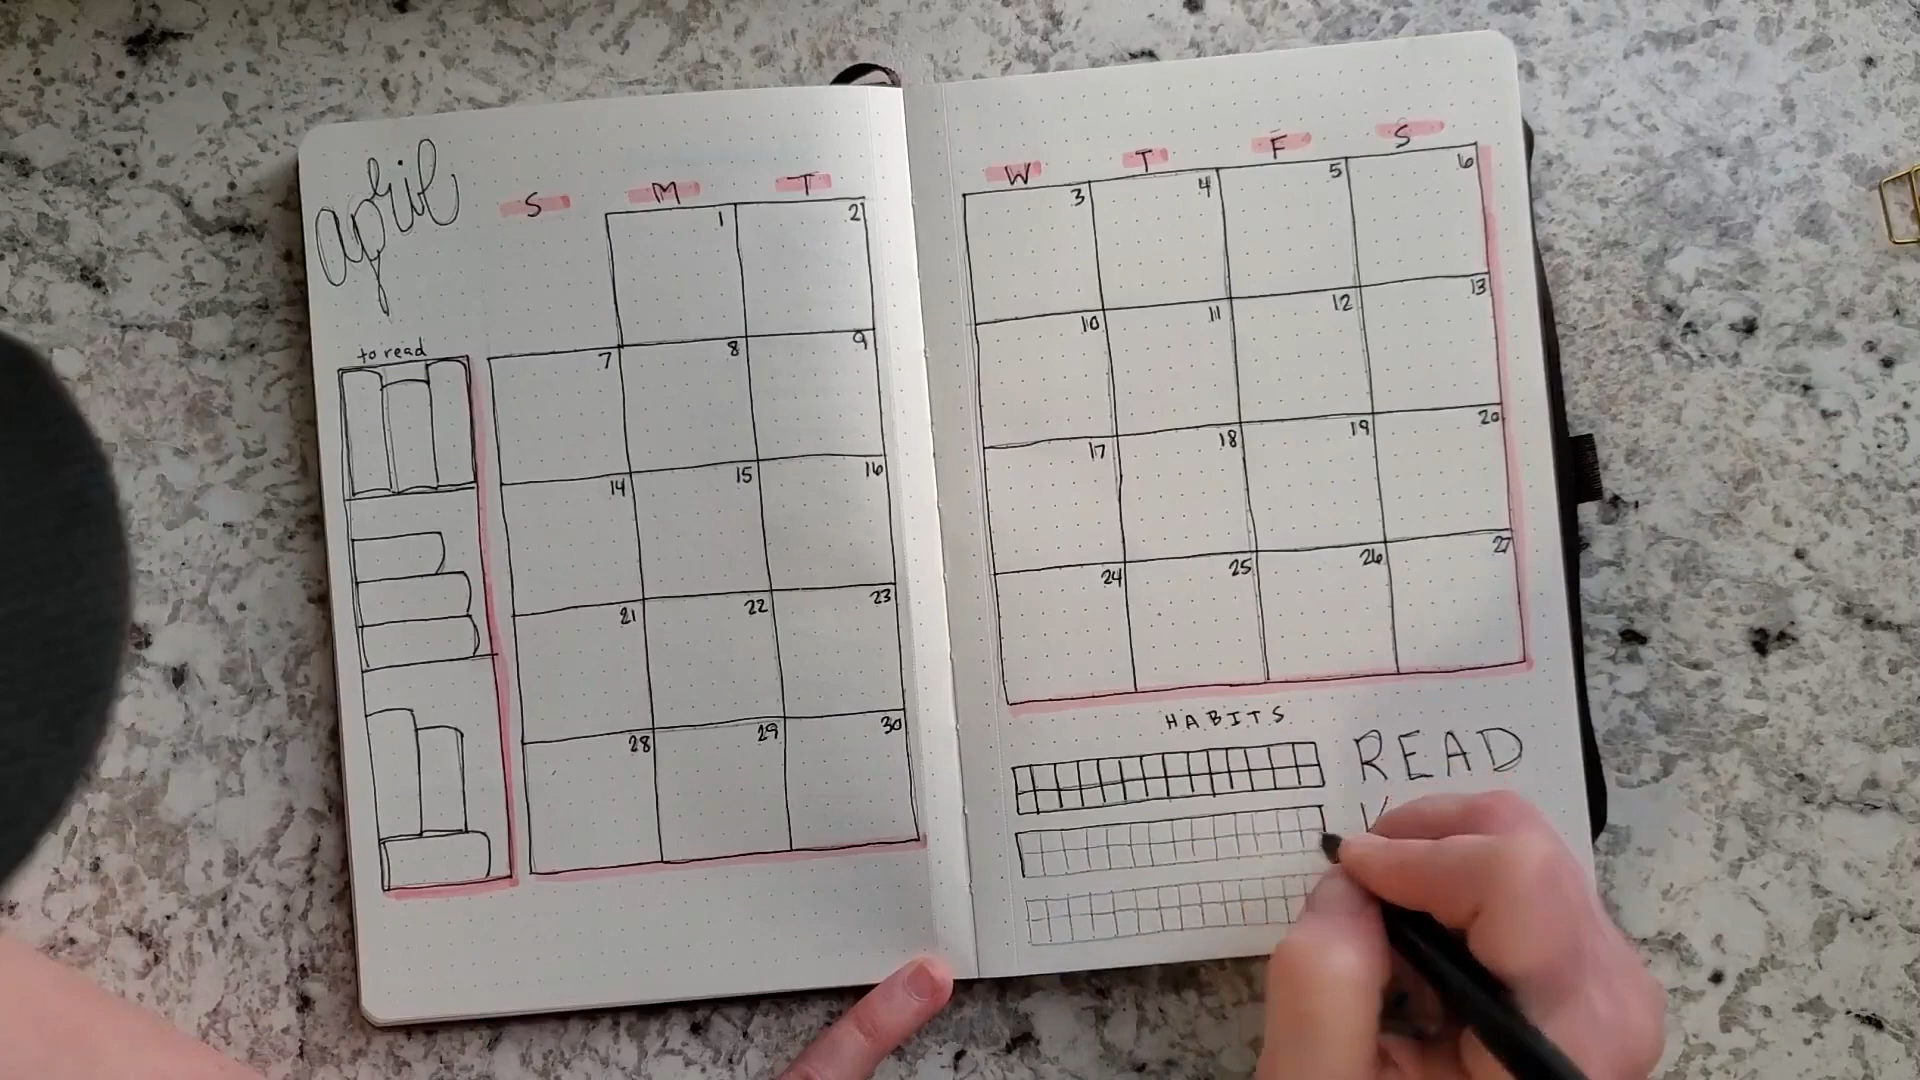 april
S M T W T F S
1 2 3 4 5 6
to read
7 8 9 10 11 12 13
14 15 16 17 18 19 20
21 22 23 24 25 26 27
28 29 30
HABITS
READ